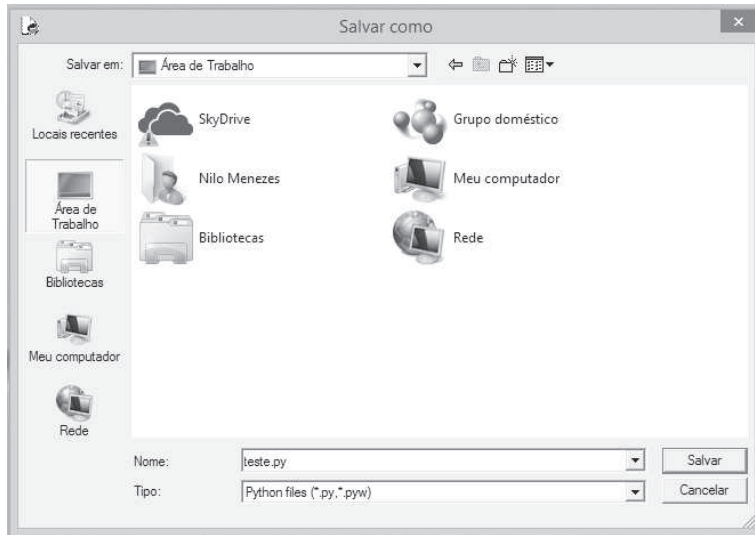 Salvar como
Salvar em:
Área de Trabalho
Locais recentes
Área de
Trabalho
Bibliotecas
Meu computador
Rede
SkyDrive
Grupo doméstico
Nilo Menezes
Meu computador
Bibliotecas
Rede
Nome:
teste.py
Salvar
Tipo:
Python files (*.py,*.pyw)
Cancelar